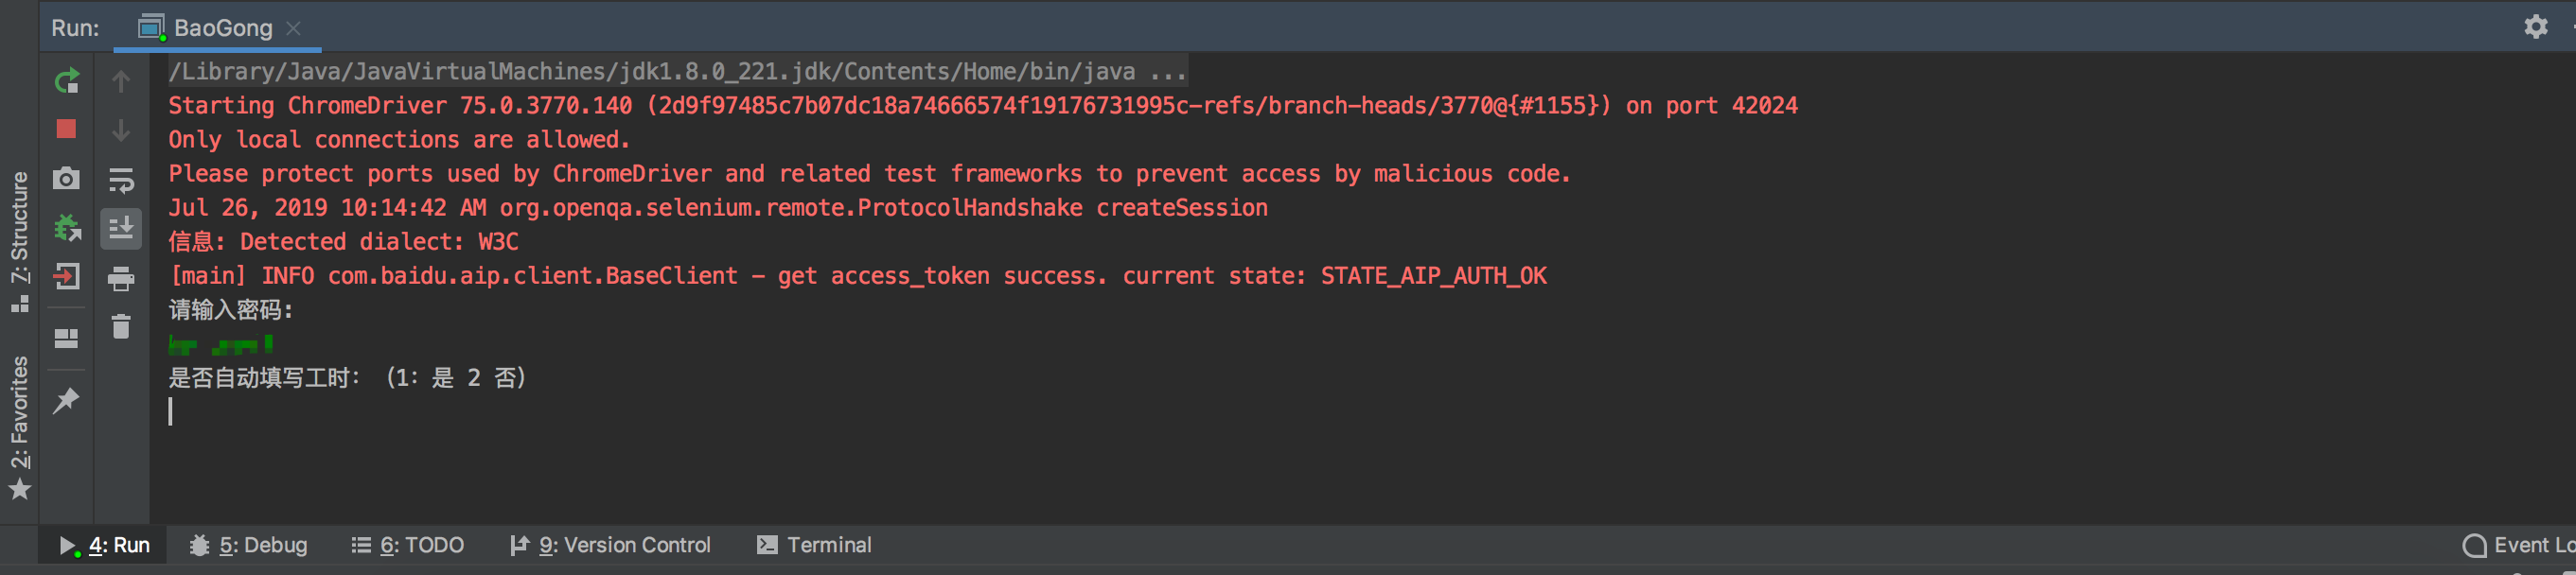 Run: BaoGong
/Library/Java/JavaVirtualMachines/jdk1.8.0_221.jdk/Contents/Home/bin/java ...
Starting ChromeDriver 75.0.3770.140 (2d9f97485c7b07dc18a74666574f19176731995c-refs/branch-heads/3770@{#1155}) on port 42024
Only local connections are allowed.
Please protect ports used by ChromeDriver and related test frameworks to prevent access by malicious code.
Jul 26, 2019 10:14:42 AM org.openqa.selenium.remote.ProtocolHandshake createSession
信息: Detected dialect: W3C
[main] INFO com.baidu.aip.client.BaseClient - get access_token success. current state: STATE_AIP_AUTH_OK
请输入密码:
是否自动填写工时: (1: 是 2 否)
7: Structure
2: Favorites
4: Run 5: Debug 6: TODO 9: Version Control Terminal Event Lo